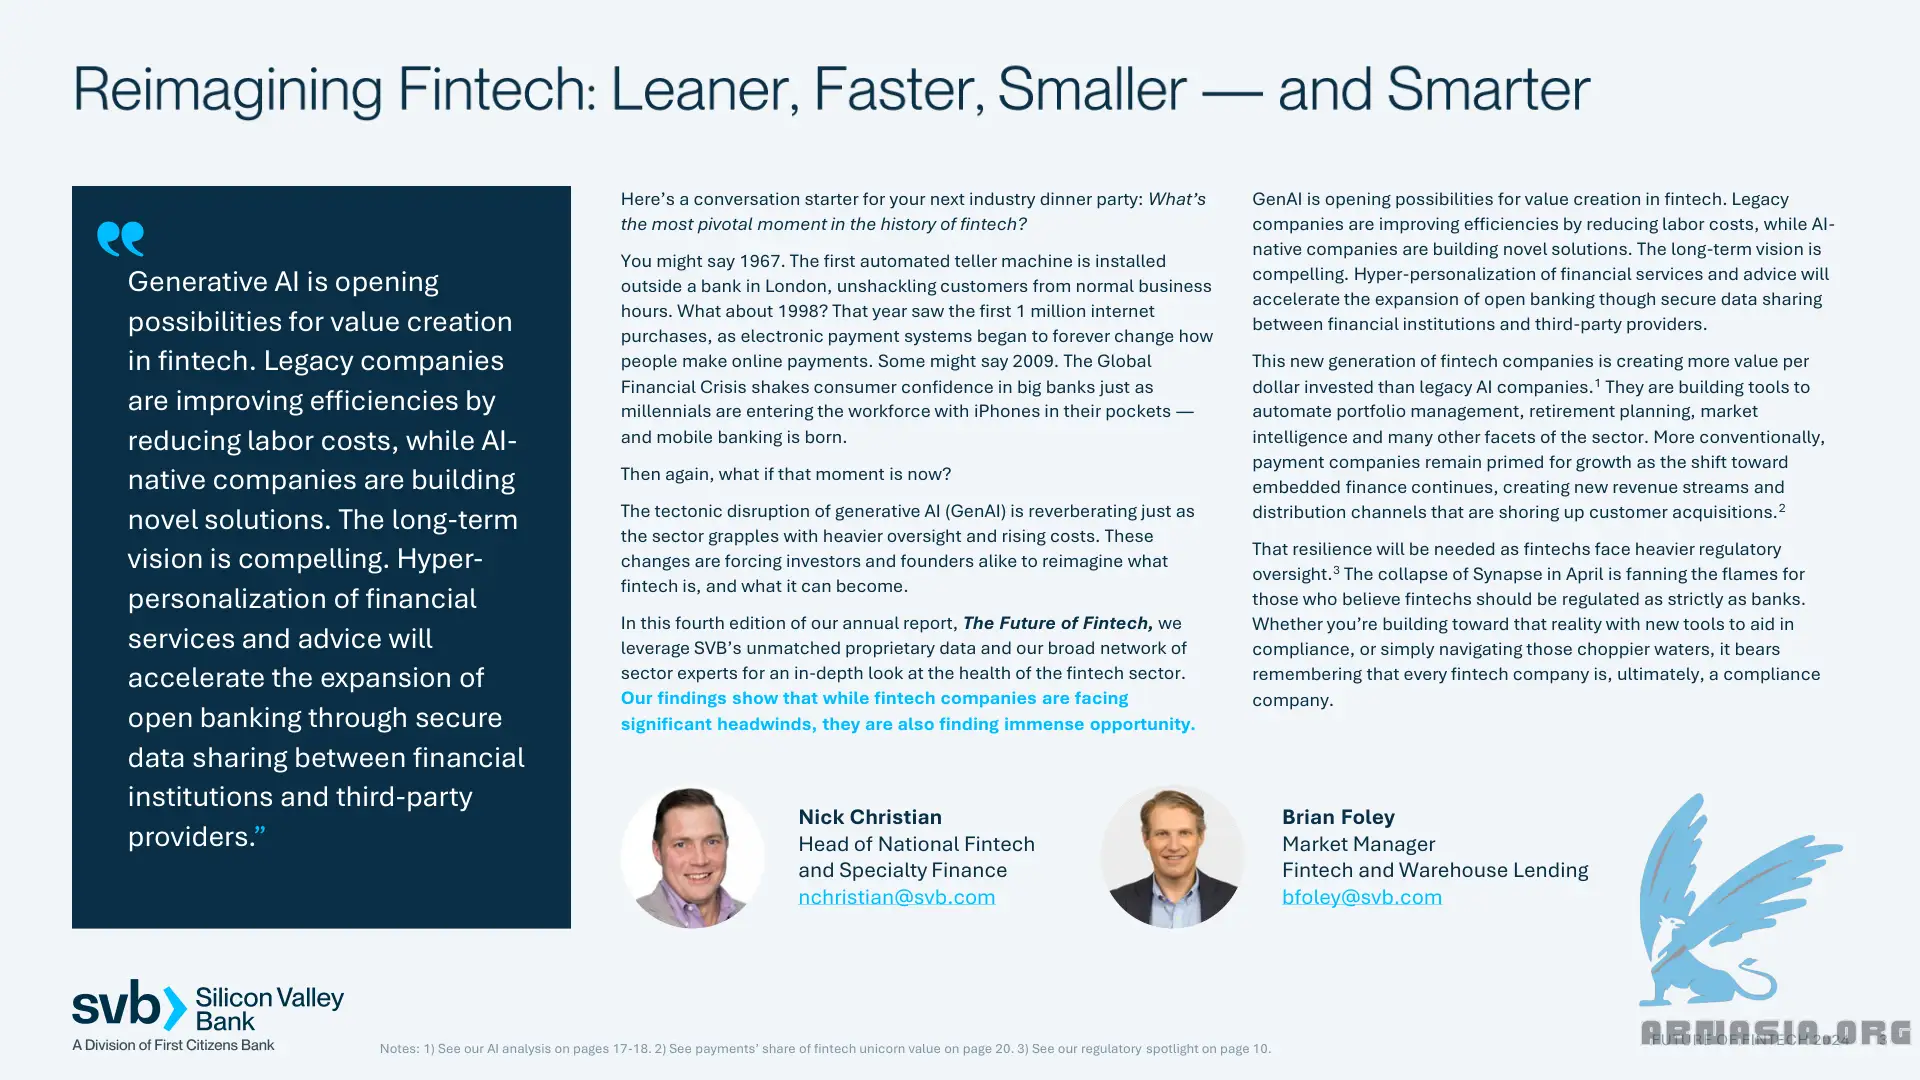 Reimagining Fintech: Leaner, Faster, Smaller — and Smarter
Generative AI is opening
possibilities for value creation
in fintech. Legacy companies
are improving efficiencies by
reducing labor costs, while AI-
native companies are building
novel solutions. The long-term
vision is compelling. Hyper-
personalization of financial
services and advice will
accelerate the expansion of
open banking through secure
data sharing between financial
institutions and third-party
providers.”
Here’s a conversation starter for your next industry dinner party: What’s
the most pivotal moment in the history of fintech?
You might say 1967. The first automated teller machine is installed
outside a bank in London, unshackling customers from normal business
hours. What about 1998? That year saw the first 1 million internet
purchases, as electronic payment systems began to forever change how
people make online payments. Some might say 2009. The Global
Financial Crisis shakes consumer confidence in big banks just as
millennials are entering the workforce with iPhones in their pockets —
and mobile banking is born.
Then again, what if that moment is now?
The tectonic disruption of generative AI (GenAI) is reverberating just as
the sector grapples with heavier oversight and rising costs. These
changes are forcing investors and founders alike to reimagine what
fintech is, and what it can become.
In this fourth edition of our annual report, The Future of Fintech, we
leverage SVB’s unmatched proprietary data and our broad network of
sector experts for an in-depth look at the health of the fintech sector.
Our findings show that while fintech companies are facing
significant headwinds, they are also finding immense opportunity.
GenAI is opening possibilities for value creation in fintech. Legacy
companies are improving efficiencies by reducing labor costs, while AI-
native companies are building novel solutions. The long-term vision is
compelling. Hyper-personalization of financial services and advice will
accelerate the expansion of open banking though secure data sharing
between financial institutions and third-party providers.
This new generation of fintech companies is creating more value per
dollar invested than legacy AI companies.¹ They are building tools to
automate portfolio management, retirement planning, market
intelligence and many other facets of the sector. More conventionally,
payment companies remain primed for growth as the shift toward
embedded finance continues, creating new revenue streams and
distribution channels that are shoring up customer acquisitions.²
That resilience will be needed as fintechs face heavier regulatory
oversight.³ The collapse of Synapse in April is fanning the flames for
those who believe fintechs should be regulated as strictly as banks.
Whether you’re building toward that reality with new tools to aid in
compliance, or simply navigating those choppier waters, it bears
remembering that every fintech company is, ultimately, a compliance
company.
Nick Christian
Head of National Fintech
and Specialty Finance
nchristian@svb.com
Brian Foley
Market Manager
Fintech and Warehouse Lending
bfoley@svb.com
svb Silicon Valley
Bank
A Division of First Citizens Bank
Notes: 1) See our AI analysis on pages 17-18. 2) See payments’ share of fintech unicorn value on page 20. 3) See our regulatory spotlight on page 10.
FUTURE OF FINTECH 2024 3
ARMASIA.ORG